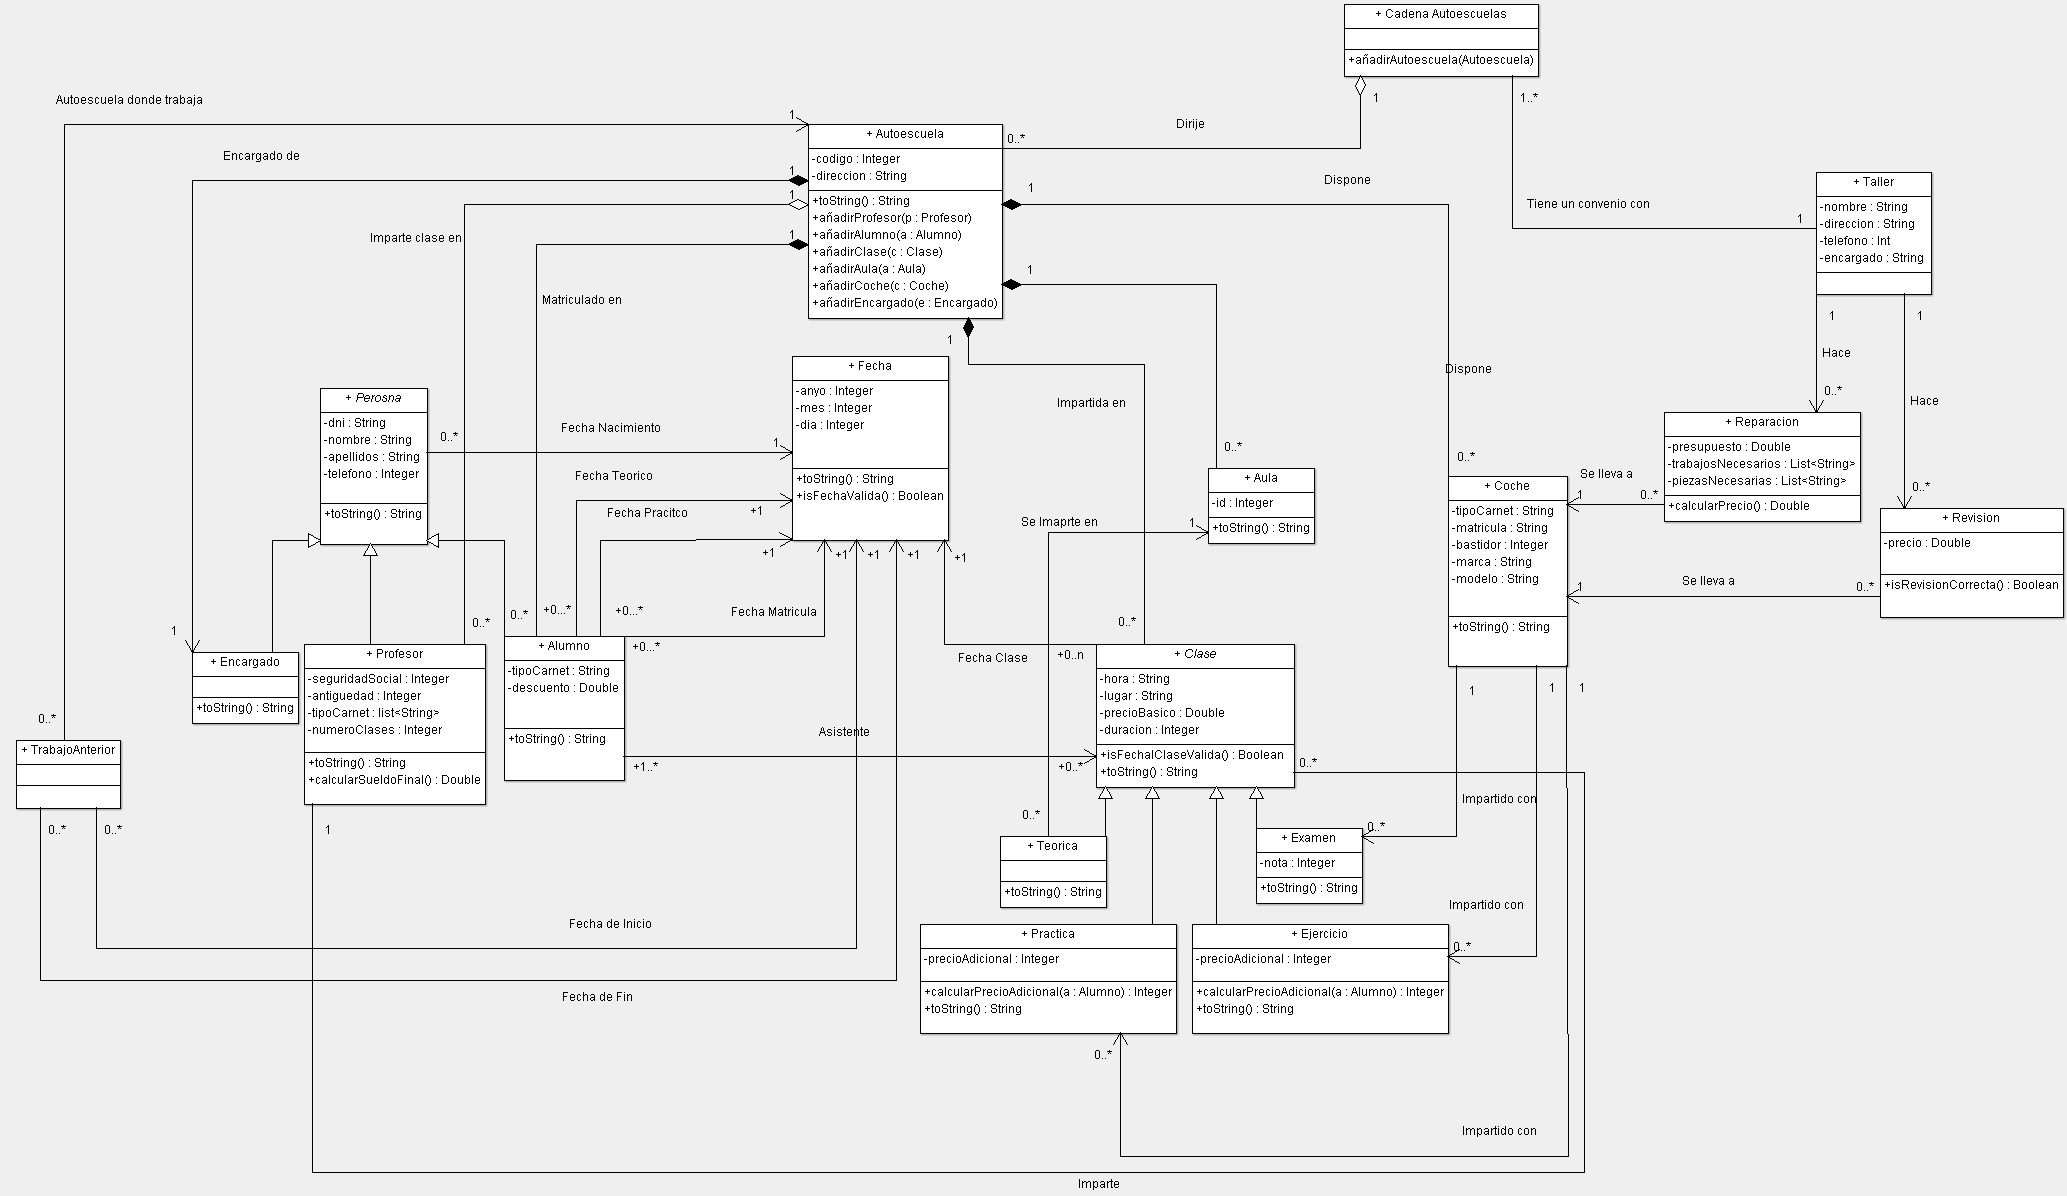 + Cadena Autoescuelas
+añadirAutoescuela(Autoescuela)
1
1..*
Dirije
0..*
Autoescuela donde trabaja
1
+ Autoescuela
-codigo : Integer
-direccion : String
+toString() : String
+añadirProfesor(p : Profesor)
+añadirAlumno(a : Alumno)
+añadirClase(c : Clase)
+añadirAula(a : Aula)
+añadirCoche(c : Coche)
+añadirEncargado(e : Encargado)
Encargado de
1
1
Imparte clase en
1
Matriculado en
1
Dispone
1
1
Tiene un convenio con
1
+ Taller
-nombre : String
-direccion : String
-telefono : Int
-encargado : String
1
1
Hace
0..*
Hace
0..*
Dispone
0..*
Impartida en
0..*
+ Fecha
-anyo : Integer
-mes : Integer
-dia : Integer
+toString() : String
+isFechaValida() : Boolean
+ Perosna
-dni : String
-nombre : String
-apellidos : String
-telefono : Integer
+toString() : String
0..*
Fecha Nacimiento
1
Fecha Teorico
+1
Fecha Pracitco
+1
+1
+1
+1
+1
+ Reparacion
-presupuesto : Double
-trabajosNecesarios : List<String>
-piezasNecesarias : List<String>
+calcularPrecio() : Double
Se lleva a
1
0..*
+ Aula
-id : Integer
+toString() : String
Se Imaprte en
1
+ Coche
-tipoCarnet : String
-matricula : String
-bastidor : Integer
-marca : String
-modelo : String
+toString() : String
+ Revision
-precio : Double
+isRevisionCorrecta() : Boolean
Se lleva a
1
0..*
1
0..*
0..*
+0...*
+0...*
Fecha Matricula
+0...*
0..*
+ Encargado
+toString() : String
+ Profesor
-seguridadSocial : Integer
-antiguedad : Integer
-tipoCarnet : list<String>
-numeroClases : Integer
+toString() : String
+calcularSueldoFinal() : Double
+ Alumno
-tipoCarnet : String
-descuento : Double
+toString() : String
Fecha Clase
+0..n
+ Clase
-hora : String
-lugar : String
-precioBasico : Double
-duracion : Integer
+isFechalClaseValida() : Boolean
+toString() : String
1
1
1
0..*
+ TrabajoAnterior
0..*
0..*
Asistente
+1..*
+0..*
0..*
1
0..*
+ Teorica
+toString() : String
Impartido con
0..*
+ Examen
-nota : Integer
+toString() : String
Impartido con
0..*
Fecha de Inicio
Fecha de Fin
+ Practica
-precioAdicional : Integer
+calcularPrecioAdicional(a : Alumno) : Integer
+toString() : String
+ Ejercicio
-precioAdicional : Integer
+calcularPrecioAdicional(a : Alumno) : Integer
+toString() : String
0..*
Impartido con
Imparte